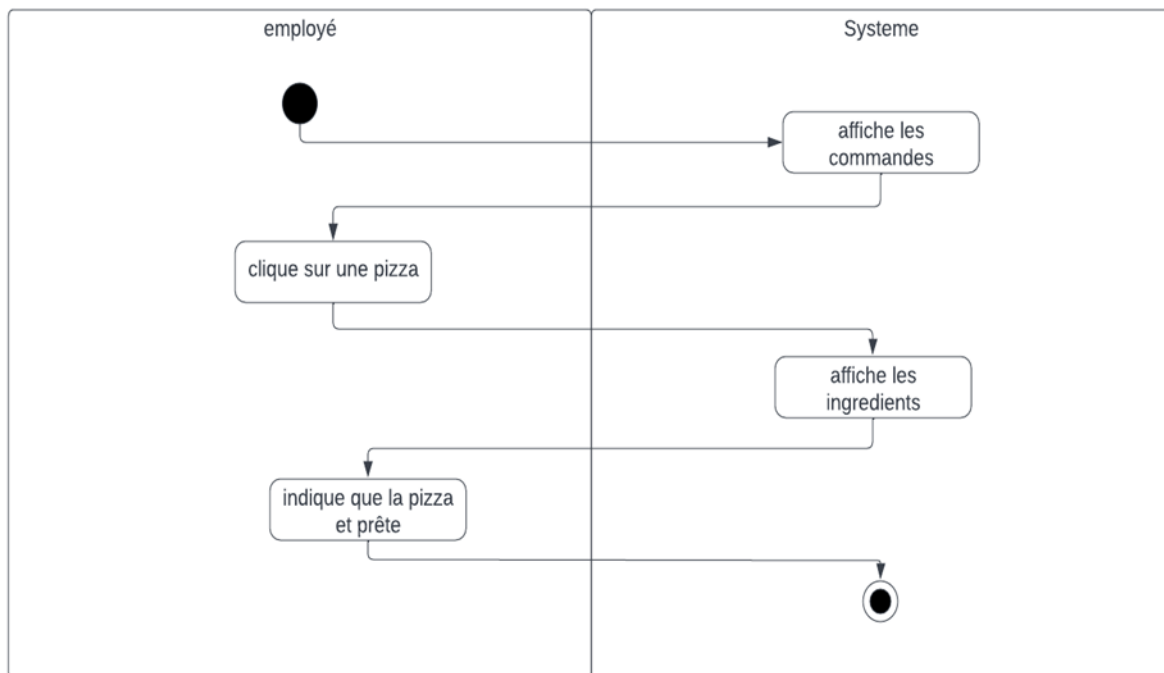 employé
Systeme
affiche les
commandes
clique sur une pizza
affiche les
ingredients
indique que la pizza
et prête